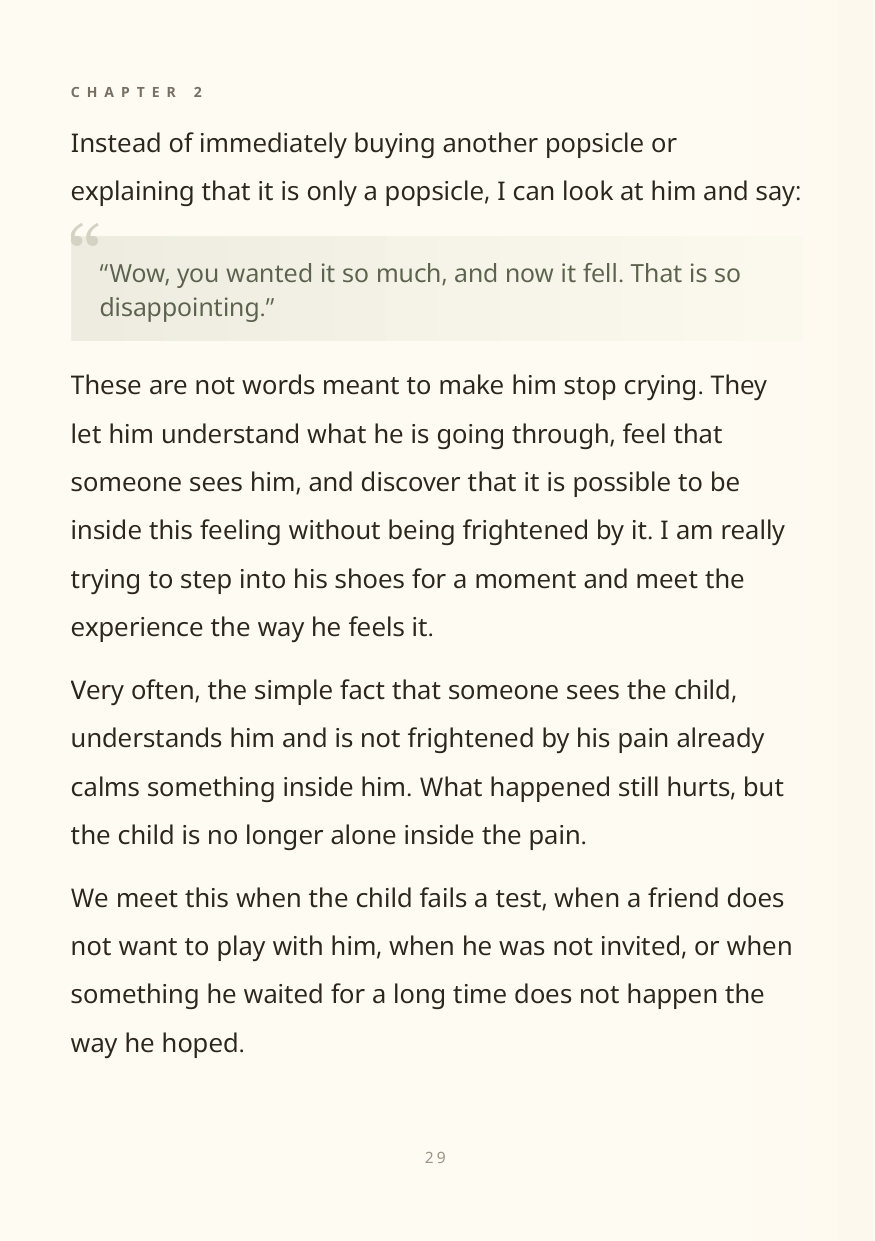 CHAPTER 2
Instead of immediately buying another popsicle or
explaining that it is only a popsicle, I can look at him and say:
“
“Wow, you wanted it so much, and now it fell. That is so
disappointing.”
These are not words meant to make him stop crying. They
let him understand what he is going through, feel that
someone sees him, and discover that it is possible to be
inside this feeling without being frightened by it. I am really
trying to step into his shoes for a moment and meet the
experience the way he feels it.
Very often, the simple fact that someone sees the child,
understands him and is not frightened by his pain already
calms something inside him. What happened still hurts, but
the child is no longer alone inside the pain.
We meet this when the child fails a test, when a friend does
not want to play with him, when he was not invited, or when
something he waited for a long time does not happen the
way he hoped.
29